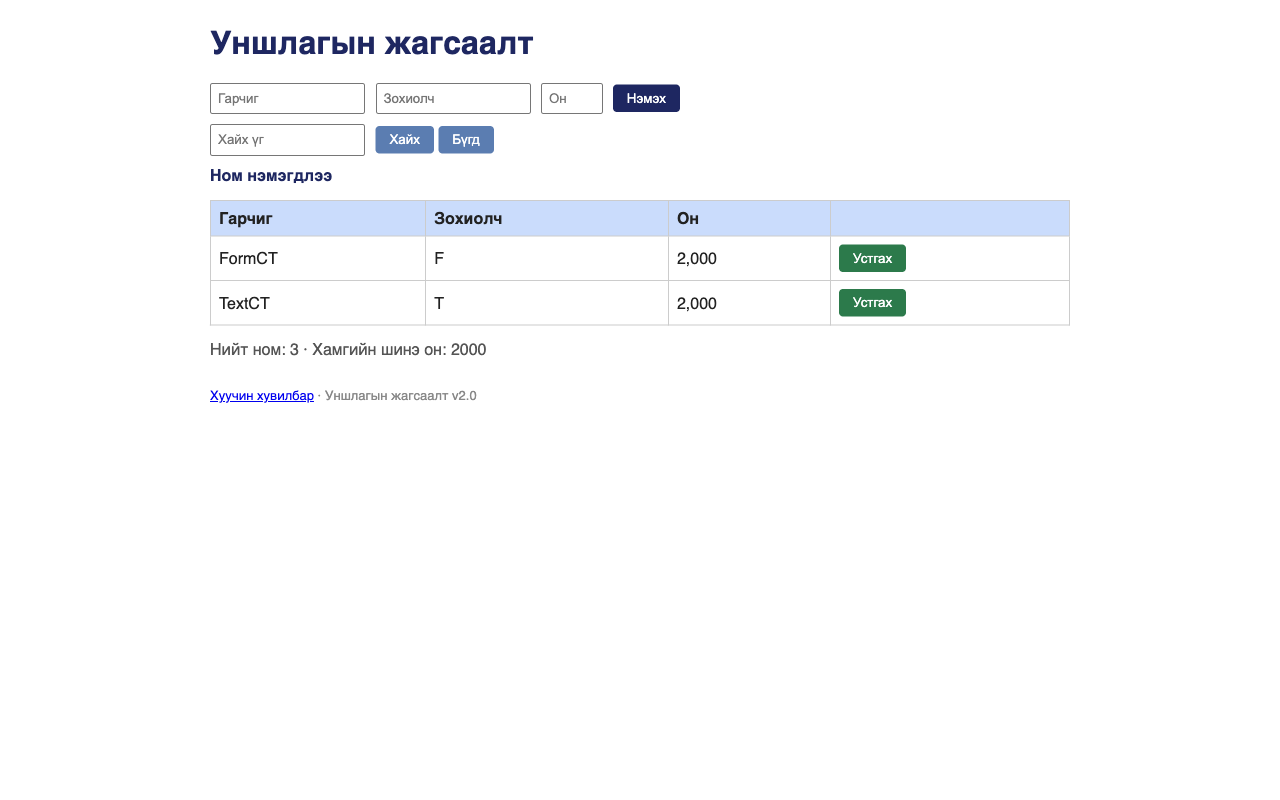 Уншлагын жагсаалт
Гарчиг Зохиолч Он Нэмэх
Хайх үг Хайх Бүгд
Ном нэмэгдлээ
Гарчиг Зохиолч Он
FormCT F 2,000 Устгах
TextCT T 2,000 Устгах
Нийт ном: 3 · Хамгийн шинэ он: 2000
Хуучин хувилбар · Уншлагын жагсаалт v2.0